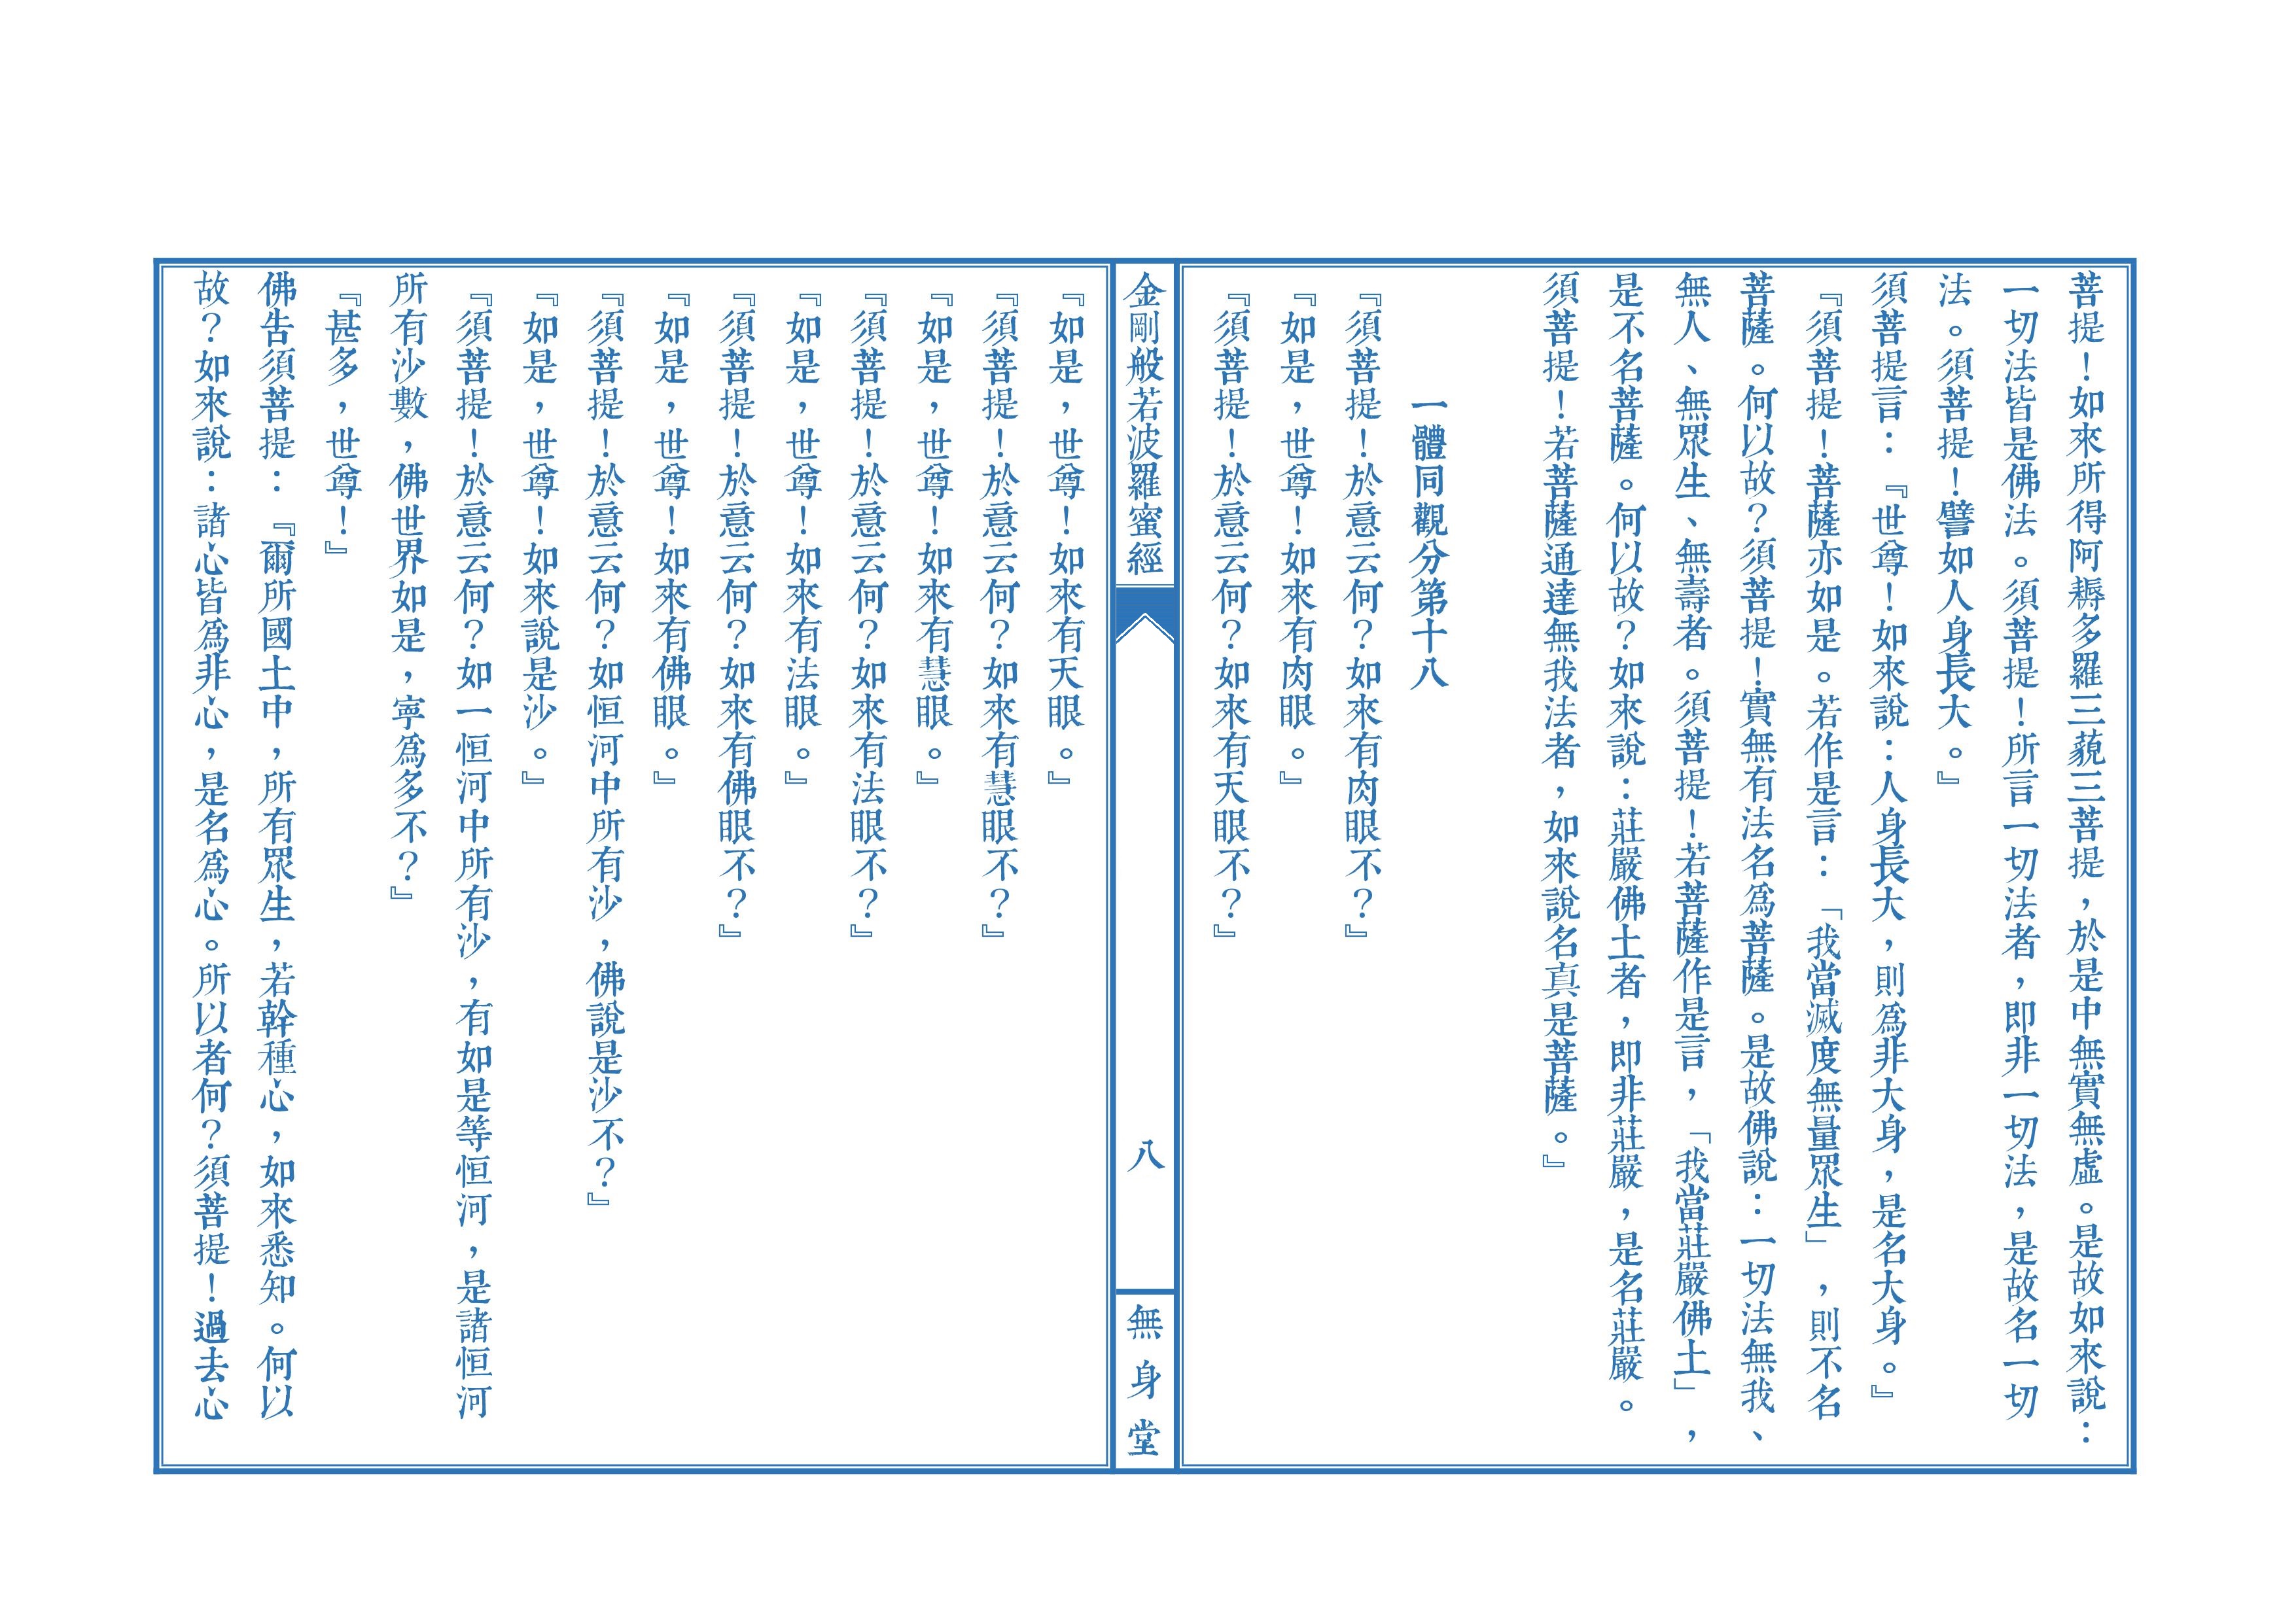 菩提！如來所得阿耨多羅三藐三菩提，於是中無實無虛。是故如來說：
一切法皆是佛法。須菩提！所言一切法者，即非一切法，是故名一切
法。須菩提！譬如人身長大。』
須菩提言：『世尊！如來說：人身長大，則為非大身，是名大身。』
『須菩提！菩薩亦如是。若作是言：「我當滅度無量眾生」，則不名
菩薩。何以故？須菩提！實無有法名為菩薩。是故佛說：一切法無我、
無人、無眾生、無壽者。須菩提！若菩薩作是言，「我當莊嚴佛土」，
是不名菩薩。何以故？如來說：莊嚴佛土者，即非莊嚴，是名莊嚴。
須菩提！若菩薩通達無我法者，如來說名真是菩薩。』
一體同觀分第十八
『須菩提！於意云何？如來有肉眼不？』
『如是，世尊！如來有肉眼。』
『須菩提！於意云何？如來有天眼不？』
金剛般若波羅蜜經
八
無身堂
『如是，世尊！如來有天眼。』
『須菩提！於意云何？如來有慧眼不？』
『如是，世尊！如來有慧眼。』
『須菩提！於意云何？如來有法眼不？』
『如是，世尊！如來有法眼。』
『須菩提！於意云何？如來有佛眼不？』
『如是，世尊！如來有佛眼。』
『須菩提！於意云何？如恒河中所有沙，佛說是沙不？』
『如是，世尊！如來說是沙。』
『須菩提！於意云何？如一恒河中所有沙，有如是等恒河，是諸恒河
所有沙數，佛世界如是，寧為多不？』
『甚多，世尊！』
佛告須菩提：『爾所國土中，所有眾生，若幹種心，如來悉知。何以
故？如來說：諸心皆為非心，是名為心。所以者何？須菩提！過去心